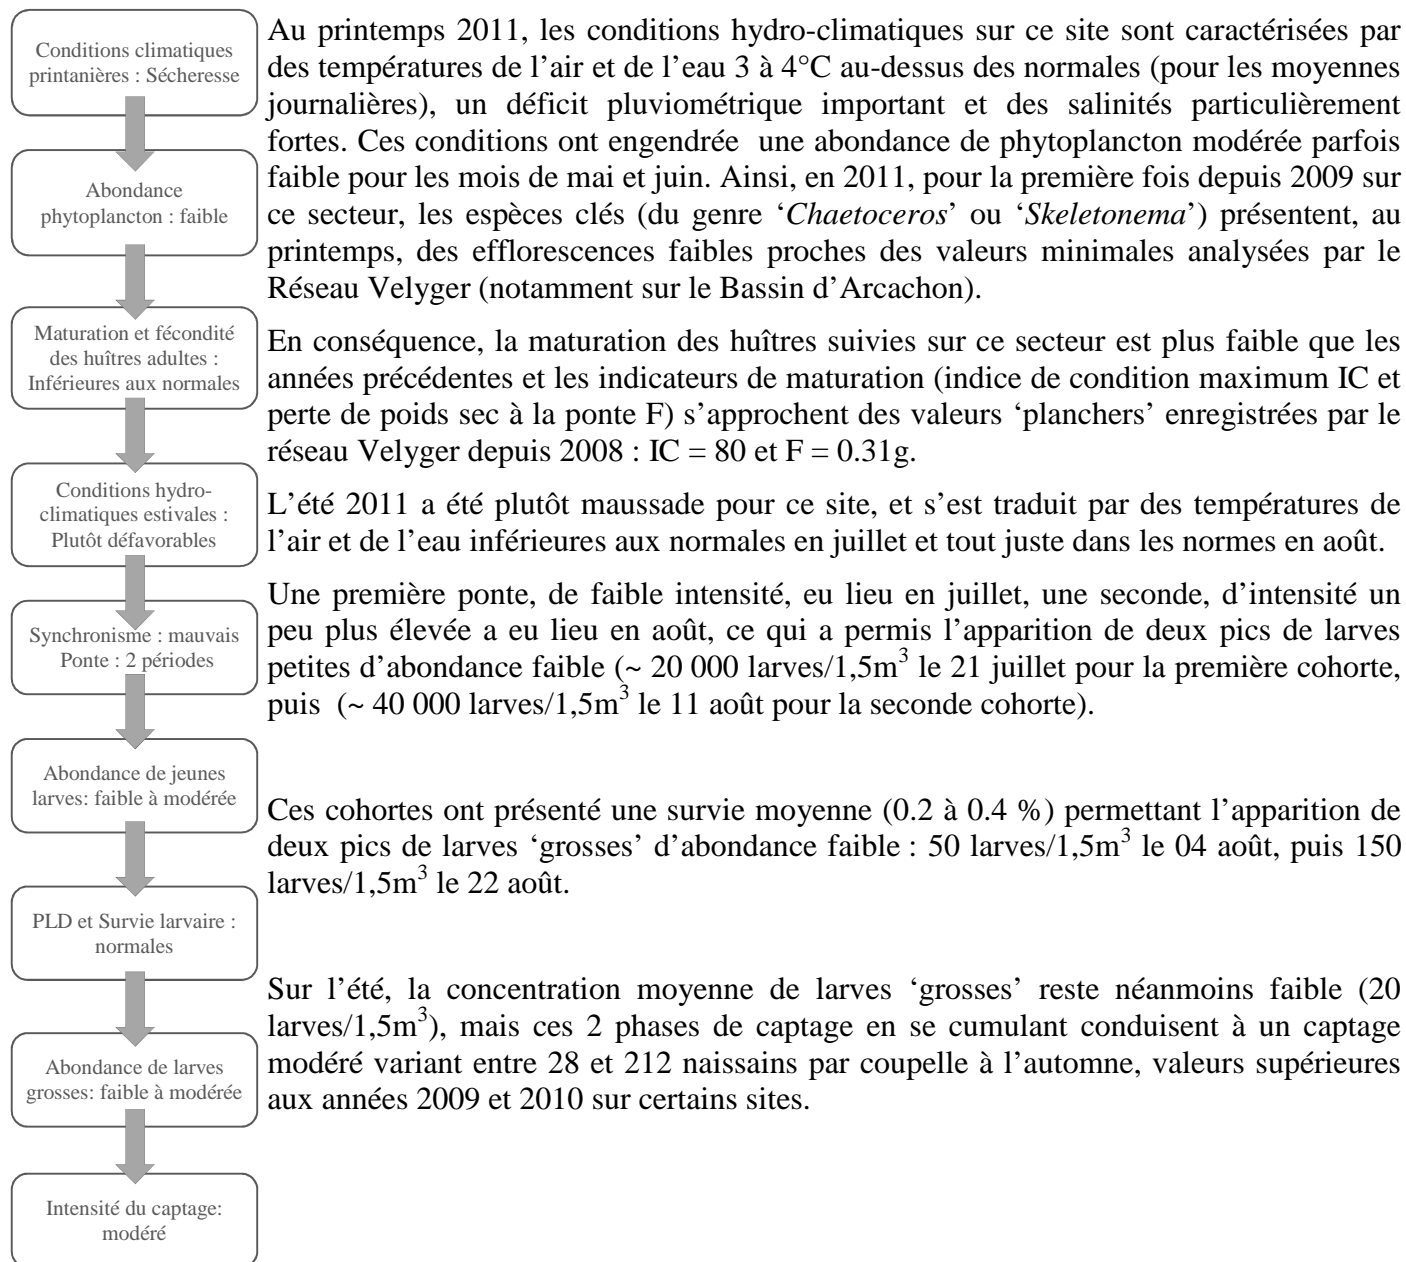 Conditions climatiques
printanières : Sécheresse
Abondance
phytoplancton : faible
Maturation et fécondité
des huîtres adultes :
Inférieures aux normales
Conditions hydro-
climatiques estivales :
Plutôt défavorables
Synchronisme : mauvais
Ponte : 2 périodes
Abondance de jeunes
larves: faible à modérée
PLD et Survie larvaire :
normales
Abondance de larves
grosses: faible à modérée
Intensité du captage:
modéré
Au printemps 2011, les conditions hydro-climatiques sur ce site sont caractérisées par
des températures de l’air et de l’eau 3 à 4°C au-dessus des normales (pour les moyennes
journalières), un déficit pluviométrique important et des salinités particulièrement
fortes. Ces conditions ont engendrée une abondance de phytoplancton modérée parfois
faible pour les mois de mai et juin. Ainsi, en 2011, pour la première fois depuis 2009 sur
ce secteur, les espèces clés (du genre ‘Chaetoceros’ ou ‘Skeletonema’) présentent, au
printemps, des efflorescences faibles proches des valeurs minimales analysées par le
Réseau Velyger (notamment sur le Bassin d’Arcachon).
En conséquence, la maturation des huîtres suivies sur ce secteur est plus faible que les
années précédentes et les indicateurs de maturation (indice de condition maximum IC et
perte de poids sec à la ponte F) s’approchent des valeurs ‘planchers’ enregistrées par le
réseau Velyger depuis 2008 : IC = 80 et F = 0.31g.
L’été 2011 a été plutôt maussade pour ce site, et s’est traduit par des températures de
l’air et de l’eau inférieures aux normales en juillet et tout juste dans les normes en août.
Une première ponte, de faible intensité, eu lieu en juillet, une seconde, d’intensité un
peu plus élevée a eu lieu en août, ce qui a permis l’apparition de deux pics de larves
petites d’abondance faible (~ 20 000 larves/1,5m³ le 21 juillet pour la première cohorte,
puis (~ 40 000 larves/1,5m³ le 11 août pour la seconde cohorte).
Ces cohortes ont présenté une survie moyenne (0.2 à 0.4 %) permettant l’apparition de
deux pics de larves ‘grosses’ d’abondance faible : 50 larves/1,5m³ le 04 août, puis 150
larves/1,5m³ le 22 août.
Sur l’été, la concentration moyenne de larves ‘grosses’ reste néanmoins faible (20
larves/1,5m³), mais ces 2 phases de captage en se cumulant conduisent à un captage
modéré variant entre 28 et 212 naissains par coupelle à l’automne, valeurs supérieures
aux années 2009 et 2010 sur certains sites.